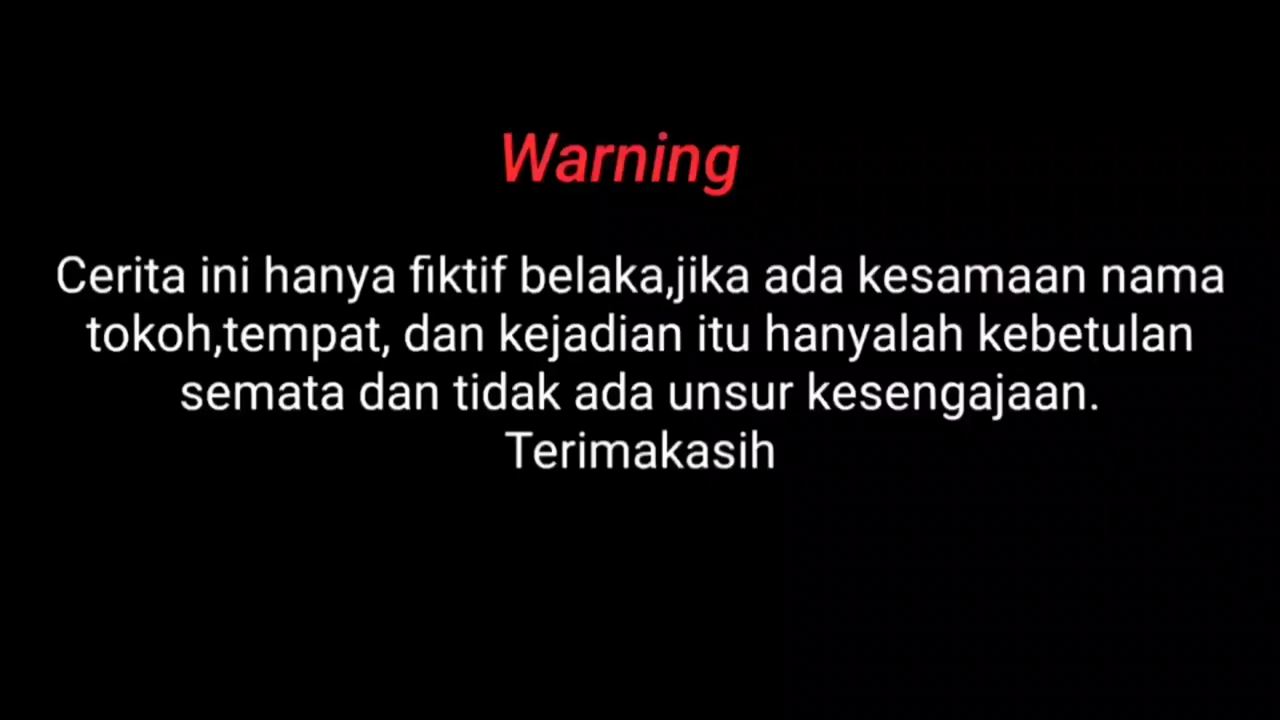 Warning
Cerita ini hanya fiktif belaka,jika ada kesamaan nama
tokoh,tempat, dan kejadian itu hanyalah kebetulan
semata dan tidak ada unsur kesengajaan.
Terimakasih